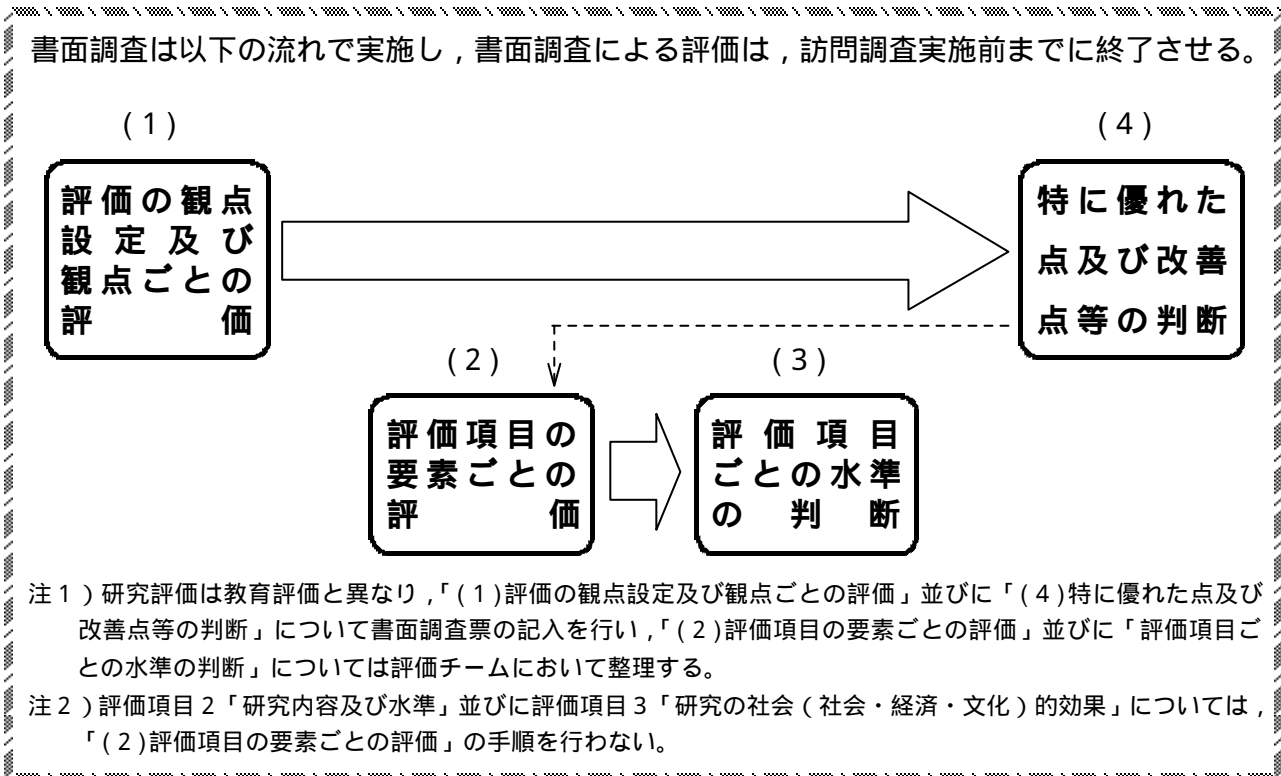 書面調査は以下の流れで実施し，書面調査による評価は，訪問調査実施前までに終了させる。
(1)
(4)
評価の観点
設定及び
観点ごとの
評価
特に優れた
点及び改善
点等の判断
(2)
(3)
評価項目の
要素ごとの
評価
評価項目
ごとの水準
の判断
注１）研究評価は教育評価と異なり，「(1)評価の観点設定及び観点ごとの評価」並びに「(4)特に優れた点及び
改善点等の判断」について書面調査票の記入を行い，「(2)評価項目の要素ごとの評価」並びに「評価項目ご
との水準の判断」については評価チームにおいて整理する。
注２）評価項目２「研究内容及び水準」並びに評価項目３「研究の社会（社会・経済・文化）的効果」については，
「(2)評価項目の要素ごとの評価」の手順を行わない。